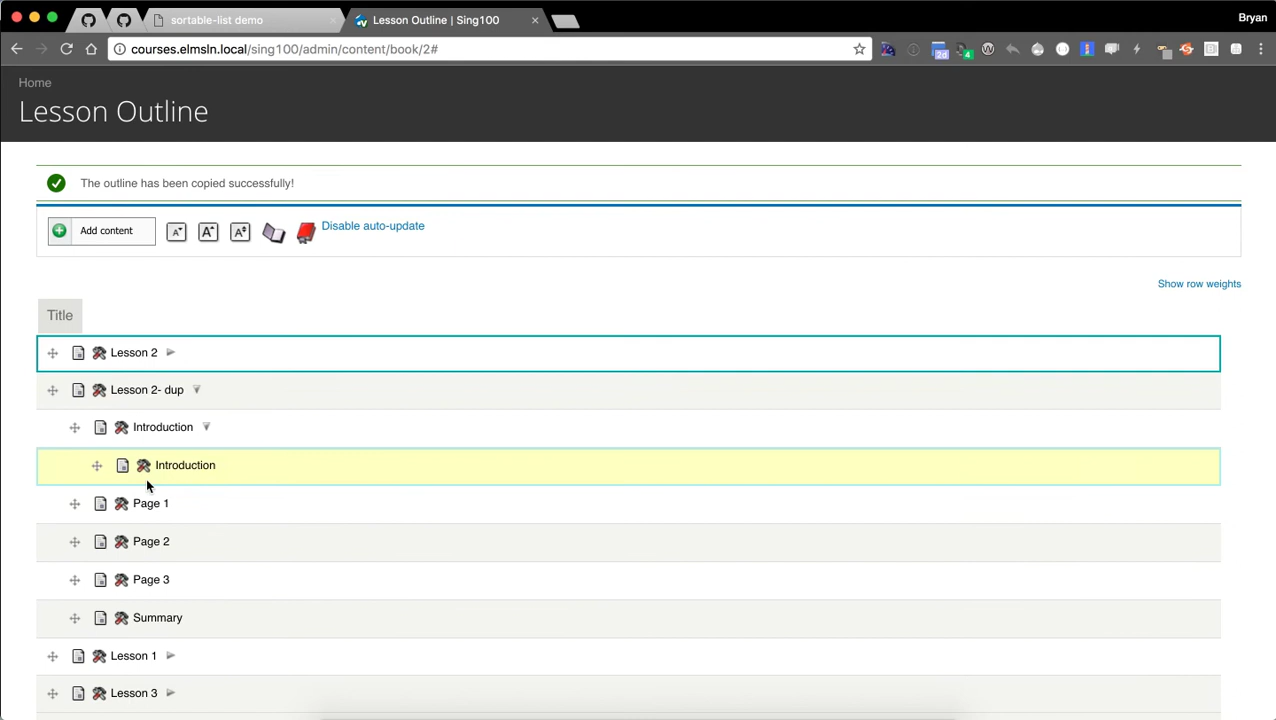 Bryan
sortable-list demo
Lesson Outline | Sing100
courses.elmsln.local/sing100/admin/content/book/2#
2d
4
Home
Lesson Outline
The outline has been copied successfully!
Add content
Disable auto-update
Show row weights
Title
Lesson 2
Lesson 2- dup
Introduction
Introduction
Page 1
Page 2
Page 3
Summary
Lesson 1
Lesson 3